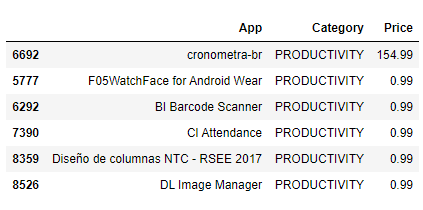 App Category Price
6692 cronometra-br PRODUCTIVITY 154.99
5777 F05WatchFace for Android Wear PRODUCTIVITY 0.99
6292 BI Barcode Scanner PRODUCTIVITY 0.99
7390 CI Attendance PRODUCTIVITY 0.99
8359 Diseño de columnas NTC - RSEE 2017 PRODUCTIVITY 0.99
8526 DL Image Manager PRODUCTIVITY 0.99